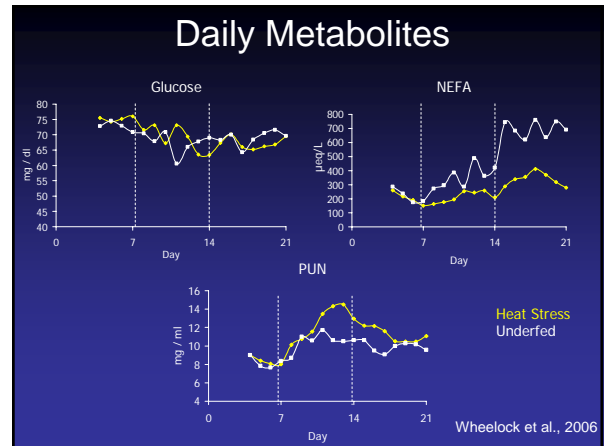 Daily Metabolites
Glucose
80
75
70
65
60
55
50
45
40
mg / dl
0
7
14
21
Day
NEFA
800
700
600
500
400
300
200
100
0
µeq/L
0
7
14
21
Day
PUN
16
14
12
10
8
6
4
mg / ml
0
7
14
21
Day
Heat Stress
Underfed
Wheelock et al., 2006